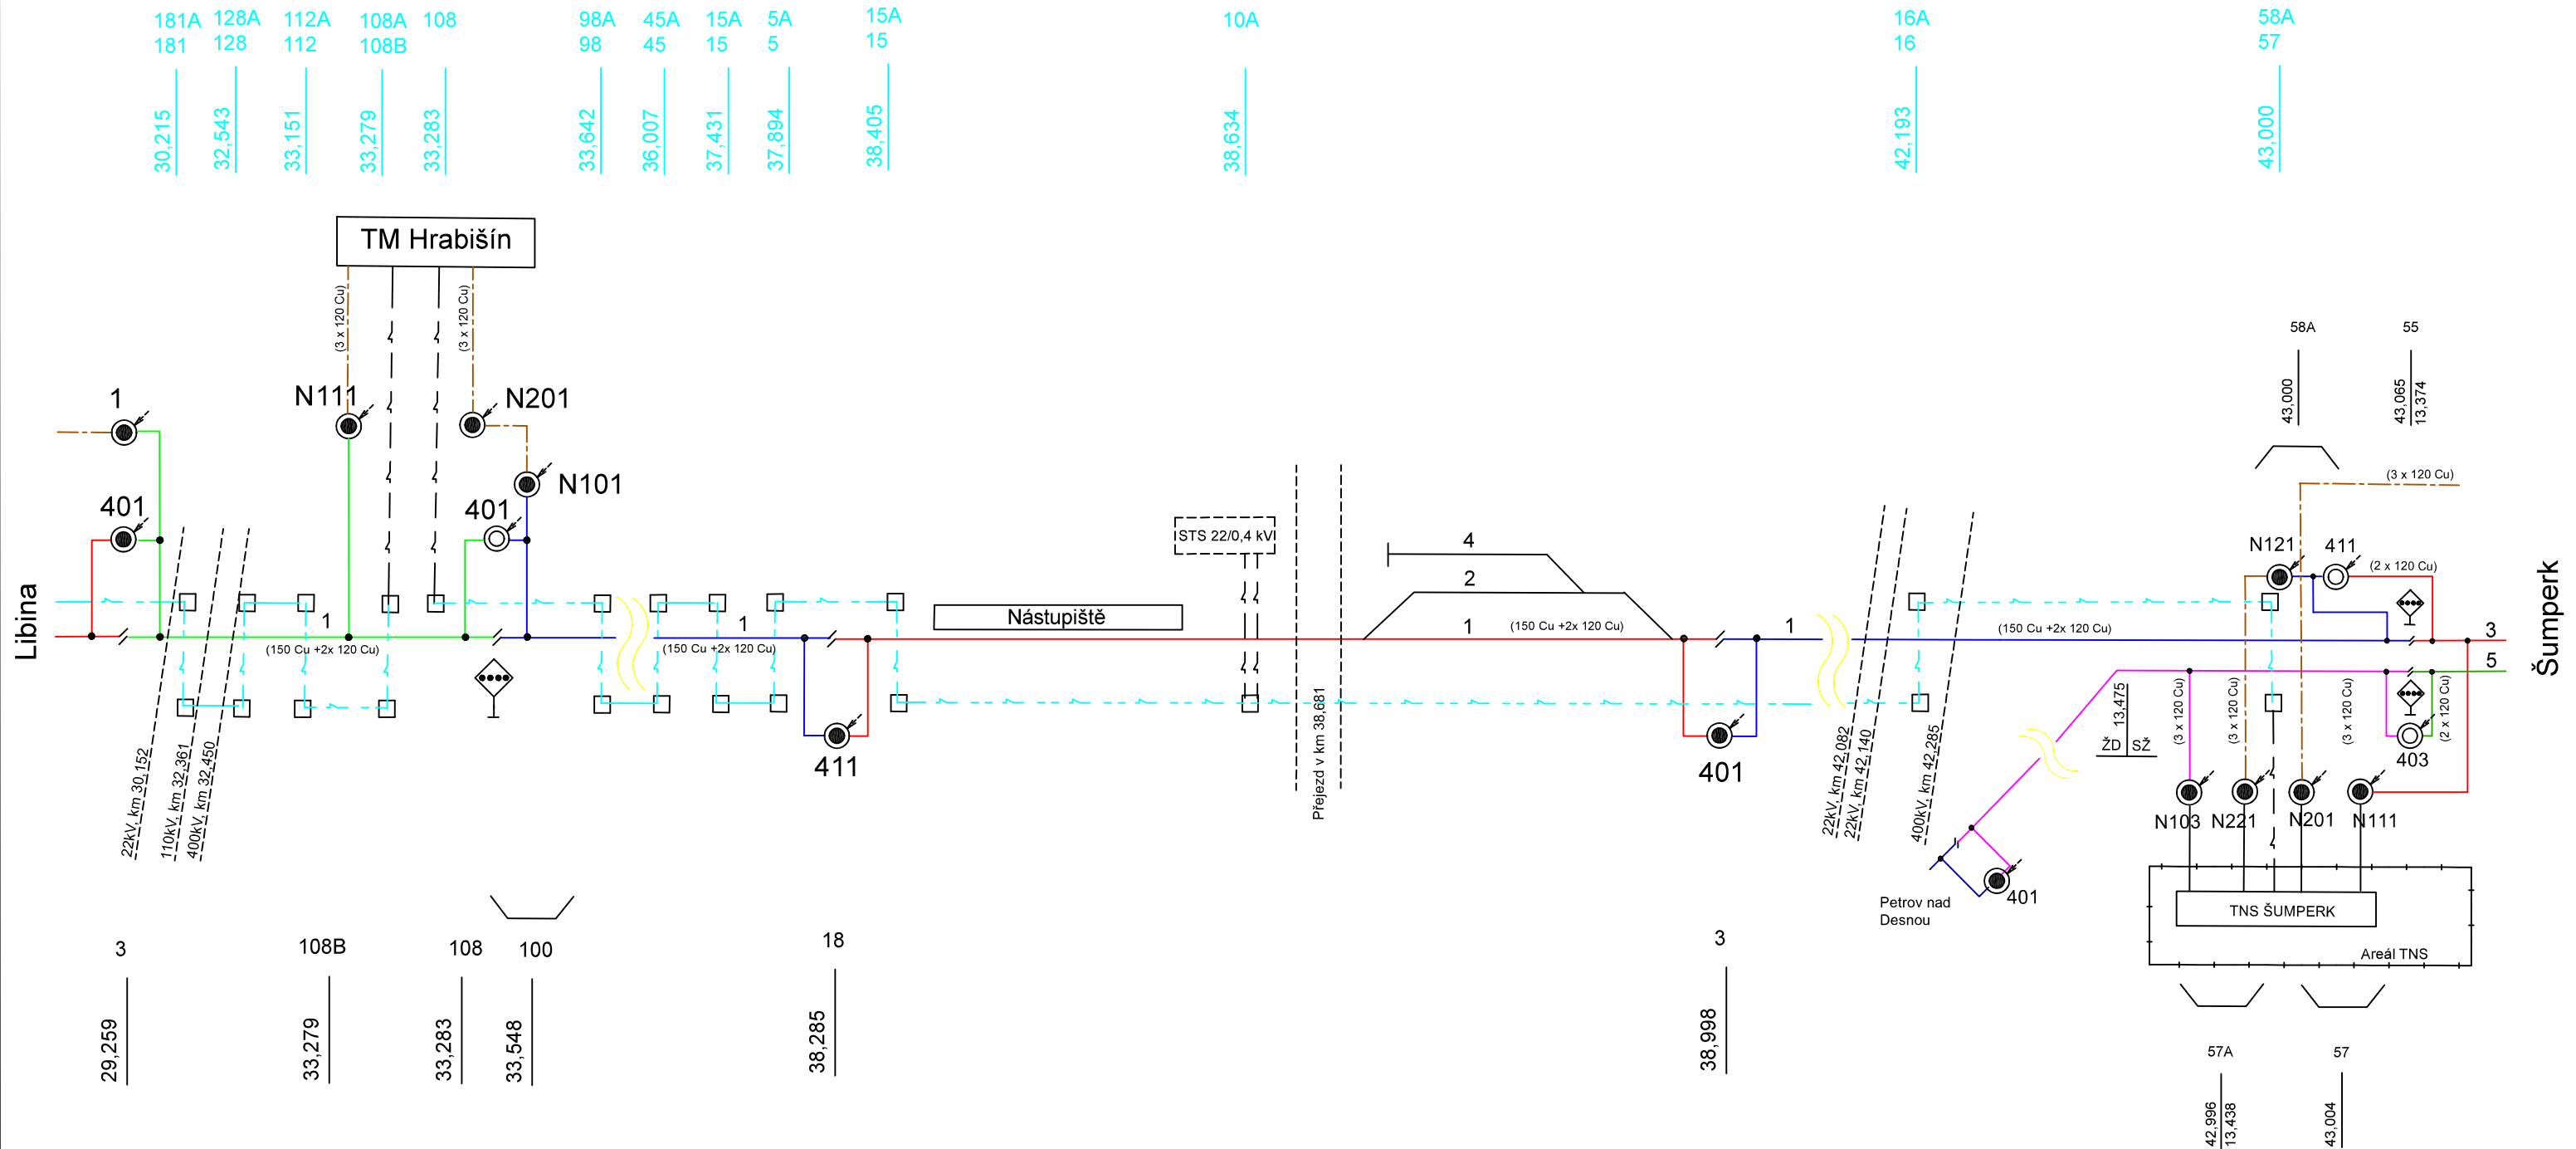 181A 128A 112A 108A 108 98A 45A 15A 5A 15A 10A 16A 58A
181 128 112 108B 98 45 15 5 15 16 57
30,215
32,543
33,151
33,279
33,283
33,642
36,007
37,431
37,894
38,405
38,634
42,193
43,000
TM Hrabišín
(3 x 120 Cu)
(3 x 120 Cu)
58A
55
43,000
43,065
13,374
1
N111
N201
N101
401
401
(3 x 120 Cu)
STS 22/0,4 kV
4
N121
411
(2 x 120 Cu)
Libina
Šumperk
2
Nástupiště
1
1
1
1
(150 Cu +2x 120 Cu)
(150 Cu +2x 120 Cu)
(150 Cu +2x 120 Cu)
(150 Cu +2x 120 Cu)
3
5
22kV, km 30,152
110kV, km 32,361
400kV, km 32,450
Přejezd v km 38,681
22kV, km 42,082
22kV, km 42,140
400kV, km 42,285
411
401
13,475
ŽD SŽ
(3 x 120 Cu)
(3 x 120 Cu)
(3 x 120 Cu)
(2 x 120 Cu)
403
N103 N221 N201 N111
401
Petrov nad
Desnou
TNS ŠUMPERK
Areál TNS
3
108B
108
100
18
3
29,259
33,279
33,283
33,548
38,285
38,998
57A
57
42,996
13,438
43,004